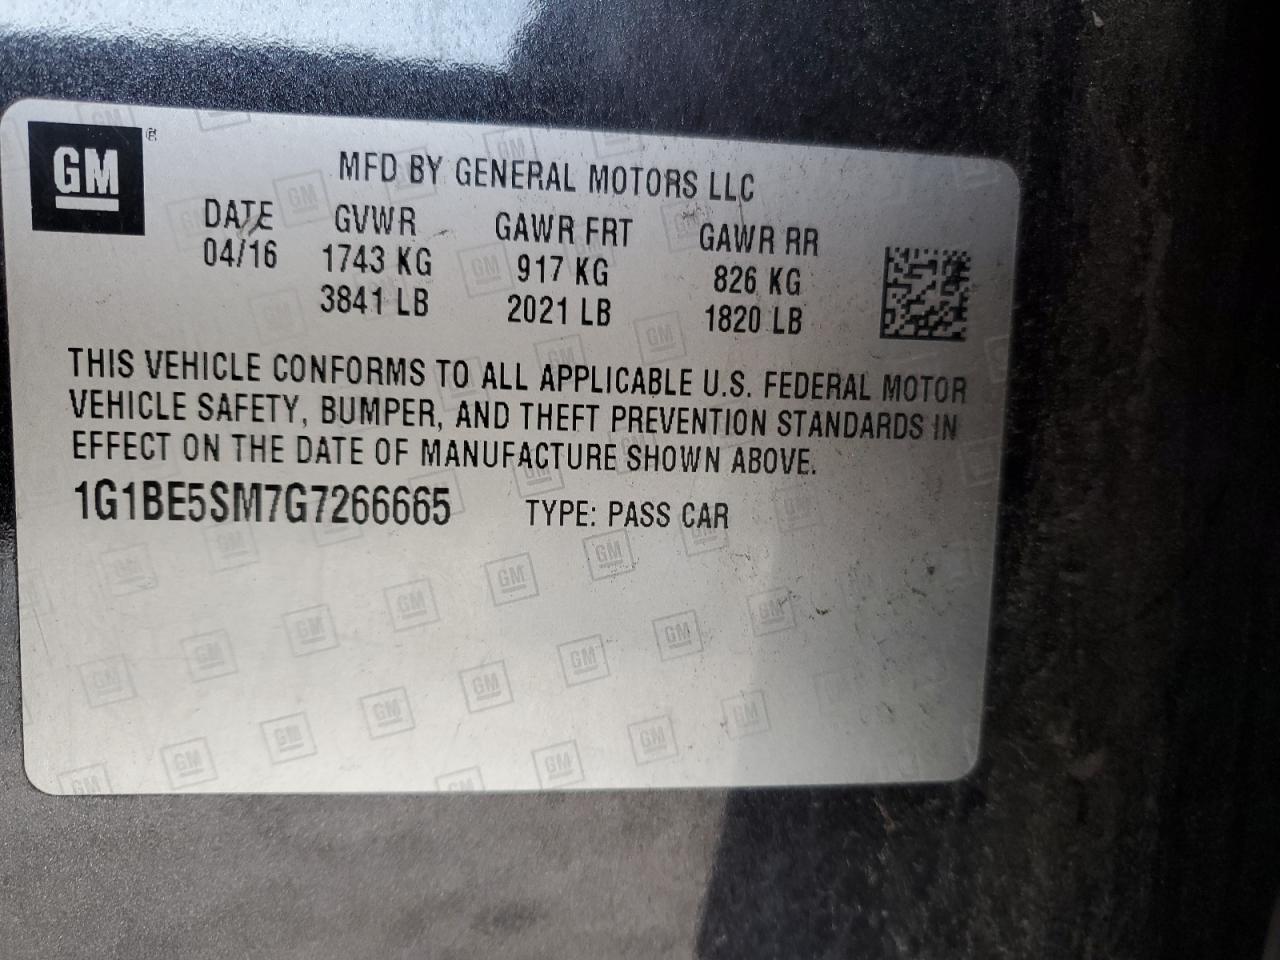 GM ®
MFD BY GENERAL MOTORS LLC
DATE GVWR GAWR FRT GAWR RR
04/16 1743 KG 917 KG 826 KG
3841 LB 2021 LB 1820 LB
THIS VEHICLE CONFORMS TO ALL APPLICABLE U.S. FEDERAL MOTOR
VEHICLE SAFETY, BUMPER, AND THEFT PREVENTION STANDARDS IN
EFFECT ON THE DATE OF MANUFACTURE SHOWN ABOVE.
1G1BE5SM7G7266665 TYPE: PASS CAR